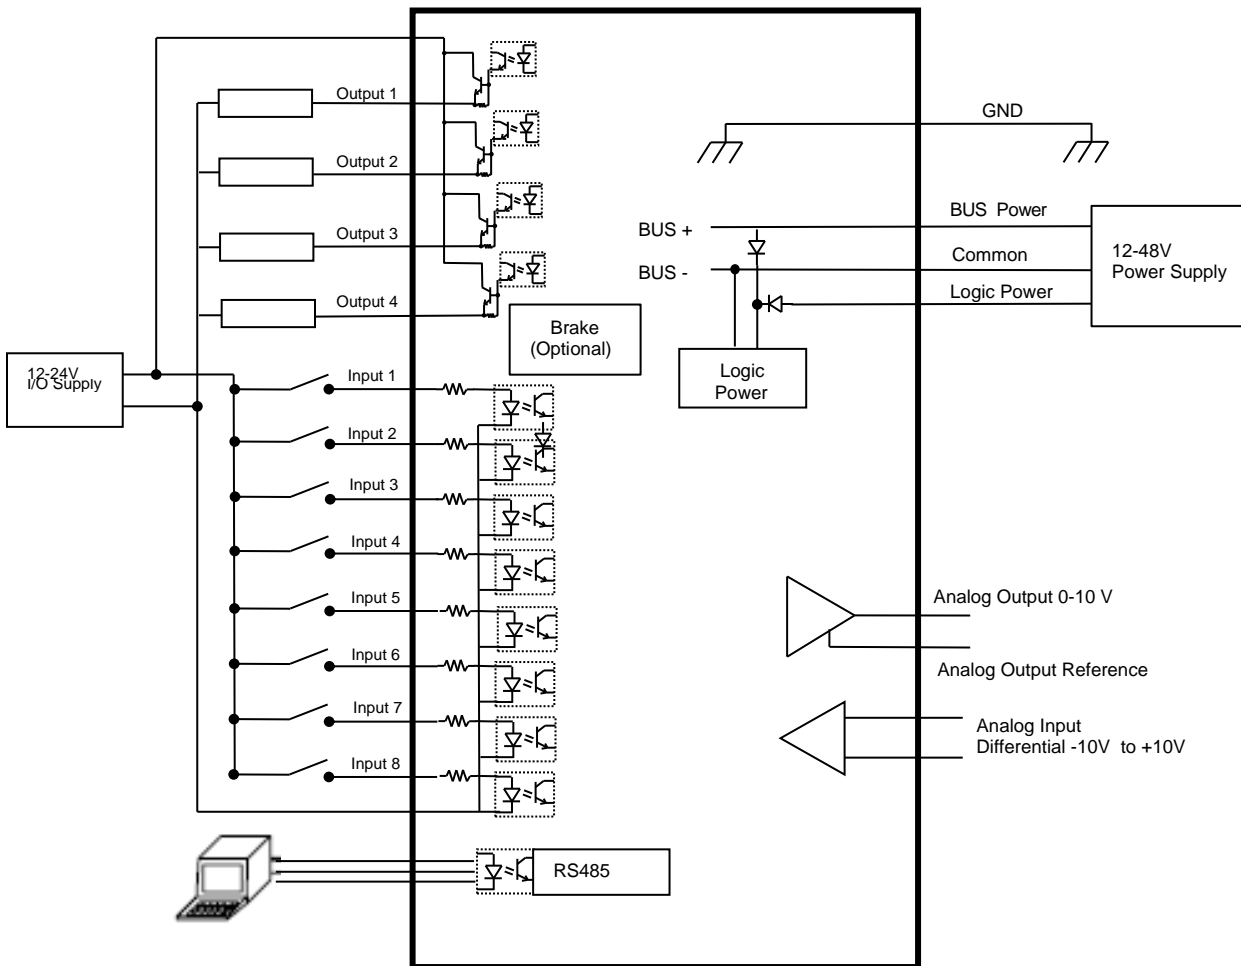 Output 1
Output 2
Output 3
Output 4
12-24V
I/O Supply
Input 1
Input 2
Input 3
Input 4
Input 5
Input 6
Input 7
Input 8
Brake
(Optional)
RS485
GND
BUS +
BUS -
BUS Power
Common
Logic Power
12-48V
Power Supply
Logic
Power
Analog Output 0-10 V
Analog Output Reference
Analog Input
Differential -10V to +10V